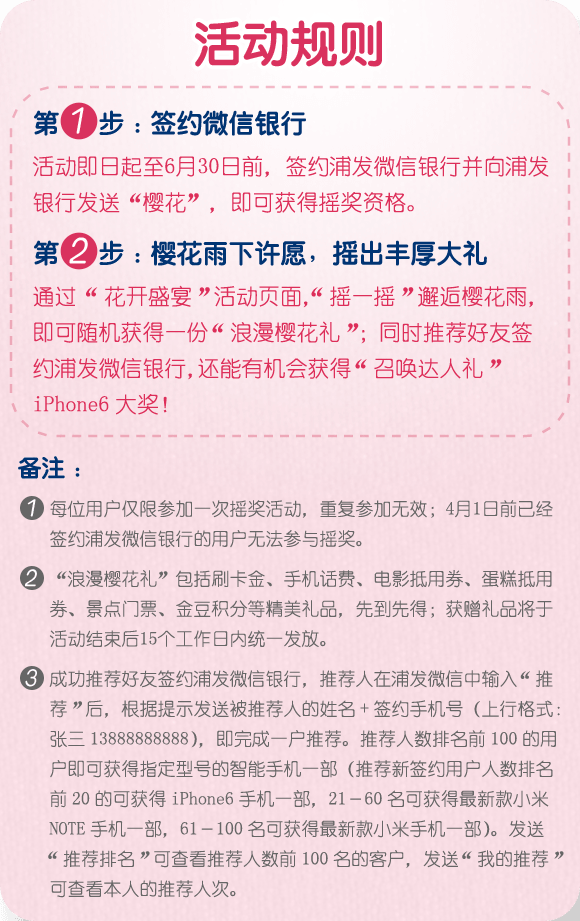 活动规则
第1步：签约微信银行
活动即日起至6月30日前，签约浦发微信银行并向浦发
银行发送“樱花”，即可获得摇奖资格。
第2步：樱花雨下许愿，摇出丰厚大礼
通过“花开盛宴”活动页面，“摇一摇”邂逅樱花雨，
即可随机获得一份“浪漫樱花礼”；同时推荐好友签
约浦发微信银行，还能有机会获得“召唤达人礼”
iPhone6 大奖！
备注：
1 每位用户仅限参加一次摇奖活动，重复参加无效；4月1日前已经
签约浦发微信银行的用户无法参与摇奖。
2 “浪漫樱花礼”包括刷卡金、手机话费、电影抵用券、蛋糕抵用
券、景点门票、金豆积分等精美礼品，先到先得；获赠礼品将于
活动结束后15个工作日内统一发放。
3 成功推荐好友签约浦发微信银行，推荐人在浦发微信中输入“推
荐”后，根据提示发送被推荐人的姓名+签约手机号（上行格式：
张三 13888888888），即完成一户推荐。推荐人数排名前 100 的用
户即可获得指定型号的智能手机一部（推荐新签约用户人数排名
前 20 的可获得 iPhone6 手机一部，21-60 名可获得最新款小米
NOTE 手机一部，61-100 名可获得最新款小米手机一部）。发送
“推荐排名”可查看推荐人数前 100 名的客户，发送“我的推荐”
可查看本人的推荐人次。